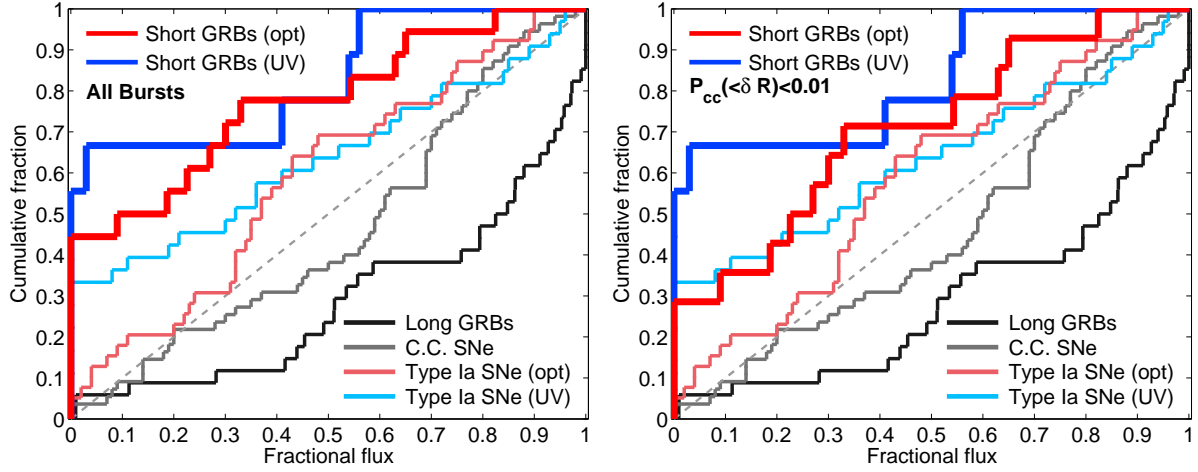 Short GRBs (opt)
Short GRBs (UV)
All Bursts
Long GRBs
C.C. SNe
Type Ia SNe (opt)
Type Ia SNe (UV)
Cumulative fraction
1
0.9
0.8
0.7
0.6
0.5
0.4
0.3
0.2
0.1
0
0 0.1 0.2 0.3 0.4 0.5 0.6 0.7 0.8 0.9 1
Fractional flux
Short GRBs (opt)
Short GRBs (UV)
P_cc(<δ R)<0.01
Long GRBs
C.C. SNe
Type Ia SNe (opt)
Type Ia SNe (UV)
Cumulative fraction
1
0.9
0.8
0.7
0.6
0.5
0.4
0.3
0.2
0.1
0
0 0.1 0.2 0.3 0.4 0.5 0.6 0.7 0.8 0.9 1
Fractional flux